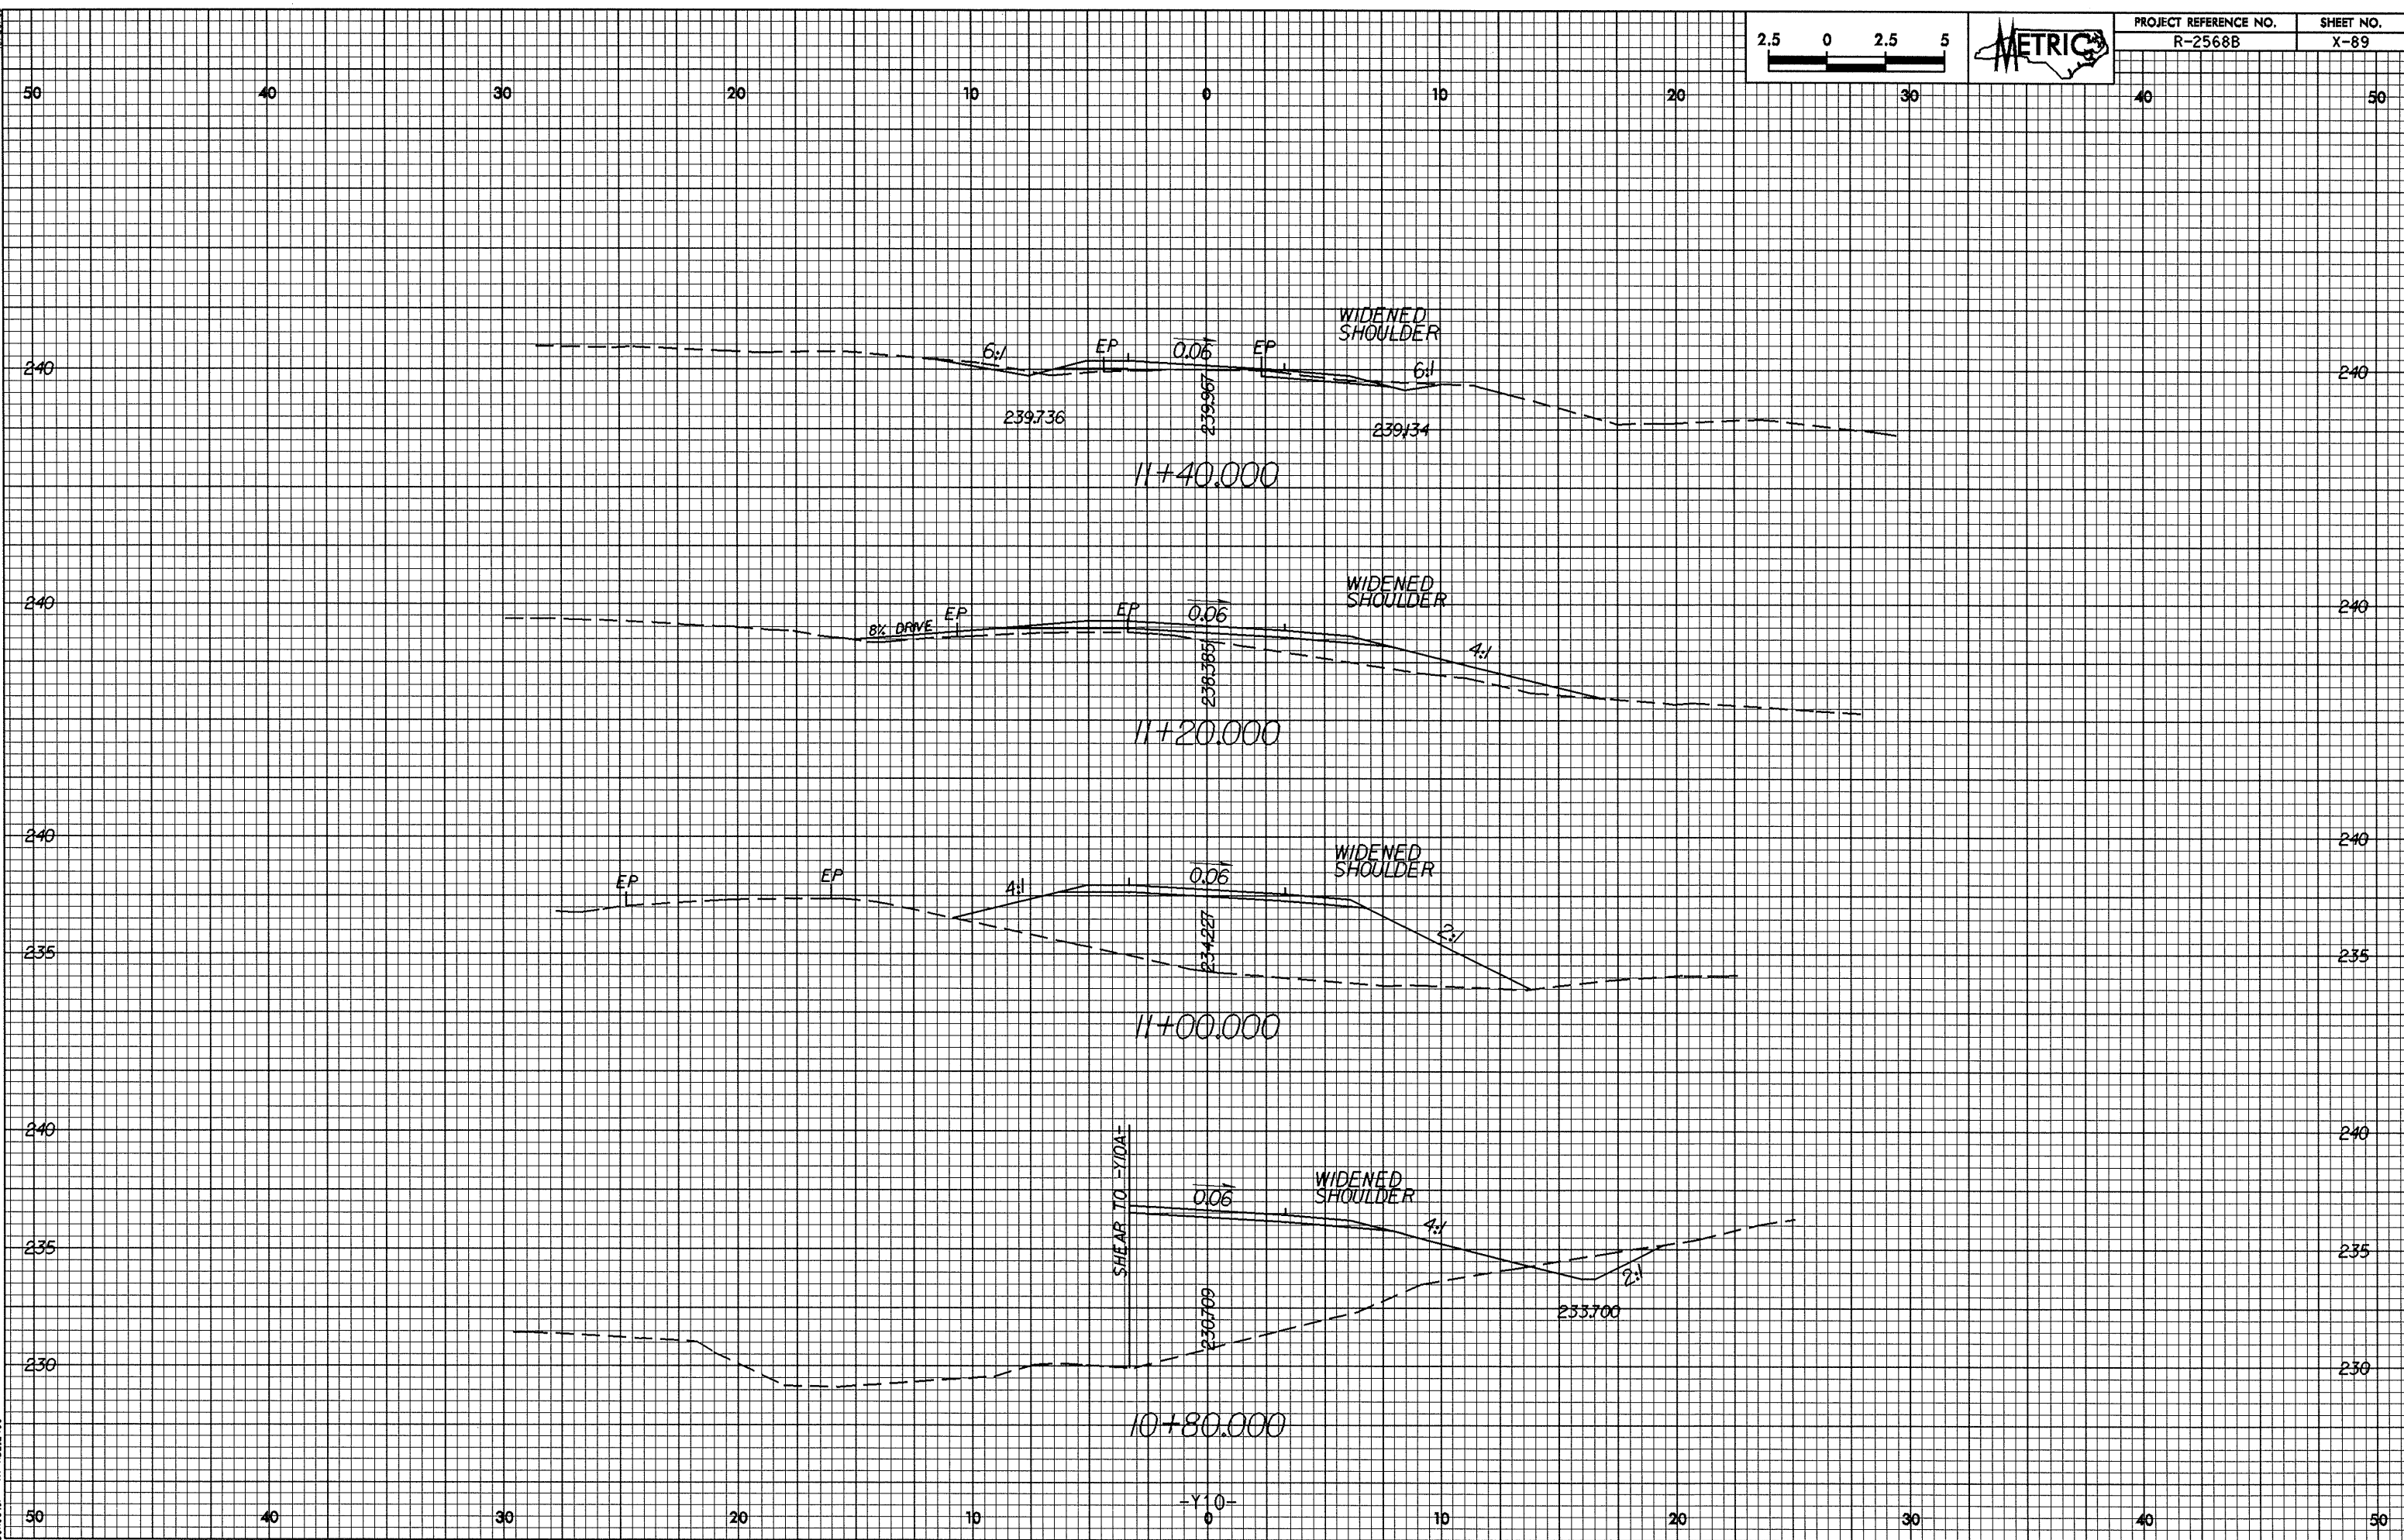 PROJECT REFERENCE NO. SHEET NO.
R-2568B X-89
2.5 0 2.5 5
METRIC
50 40 30 20 10 0 10 20 30 40 50
WIDENED
SHOULDER
6:1 EP 0.06 EP 6:1
240 240
239.736 239.967 239.134
11+40.000
WIDENED
SHOULDER
240 240
8% DRIVE EP EP 0.06 4:1
238.385
11+20.000
240 240
WIDENED
SHOULDER
EP EP 4:1 0.06 2:1
235 234.227 235
11+00.000
240 240
SHEAR TO -Y10A-
WIDENED
SHOULDER
0.06 4:1
235 2:1 235
230.709 233.700
230 230
10+80.000
-Y10-
50 40 30 20 10 0 10 20 30 40 50